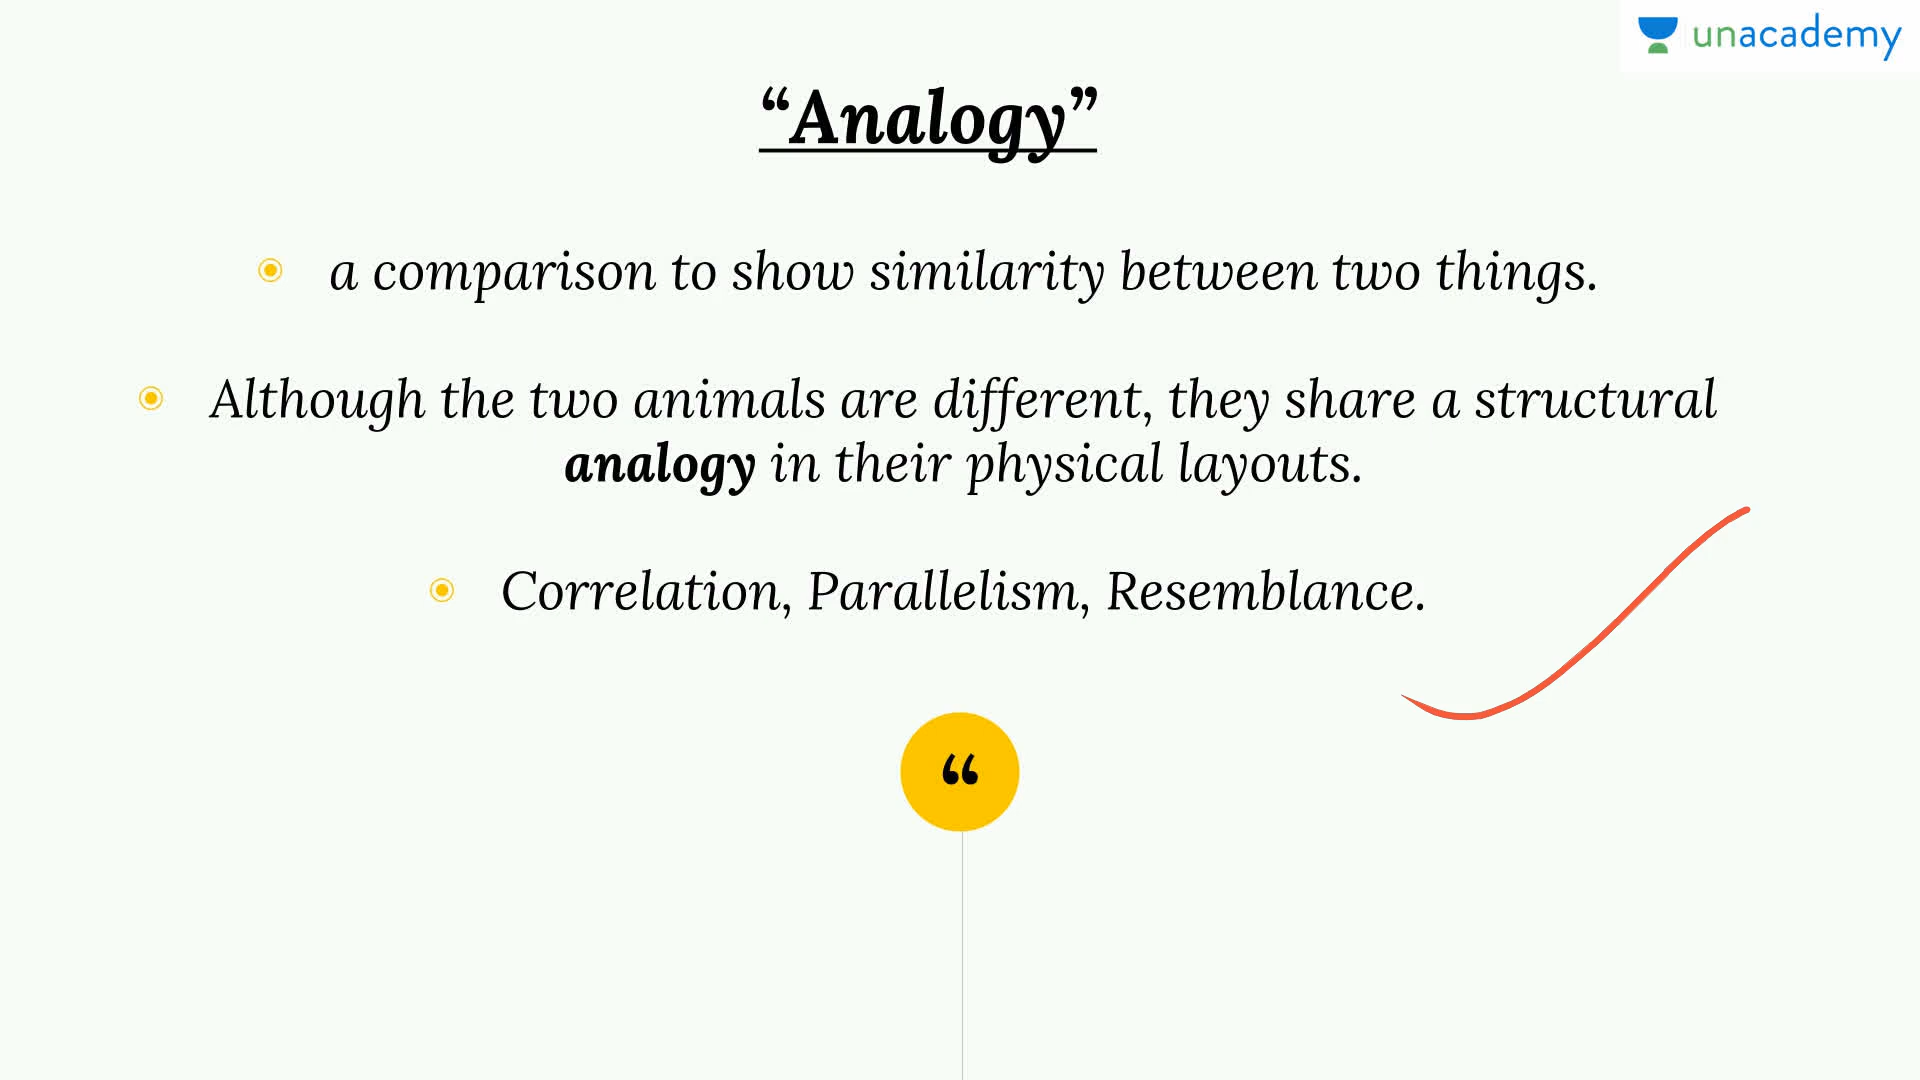 unacademy
“Analogy”
a comparison to show similarity between two things.
Although the two animals are different, they share a structural
analogy in their physical layouts.
Correlation, Parallelism, Resemblance.
“